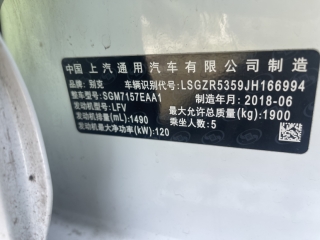 中国上汽通用汽车有限公司制造
品牌:别克 车辆识别代号:LSGZR5359JH166994
整车型号:SGM7157EAA1 制造年月:2018-06
发动机型号:LFV 最大允许总质量(kg):1900
发动机排量(mL):1490 乘坐人数:5
发动机最大净功率(kW):120